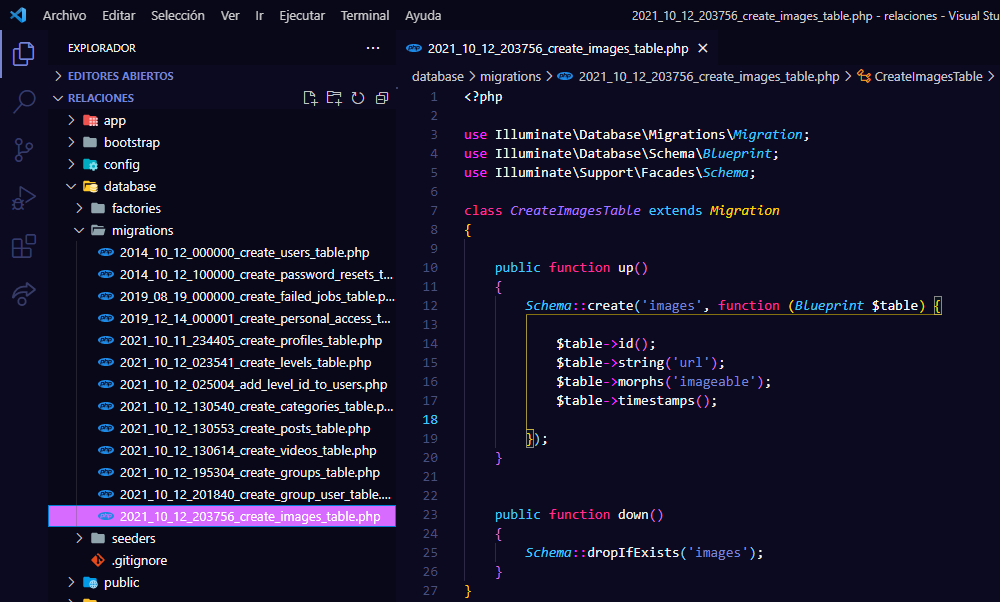 Archivo Editar Selección Ver Ir Ejecutar Terminal Ayuda 2021_10_12_203756_create_images_table.php - relaciones - Visual Stu
EXPLORADOR ···
EDITORES ABIERTOS
RELACIONES
app
bootstrap
config
database
factories
migrations
2014_10_12_000000_create_users_table.php
2014_10_12_100000_create_password_resets_t...
2019_08_19_000000_create_failed_jobs_table.p...
2019_12_14_000001_create_personal_access_t...
2021_10_11_234405_create_profiles_table.php
2021_10_12_023541_create_levels_table.php
2021_10_12_025004_add_level_id_to_users.php
2021_10_12_130540_create_categories_table.p...
2021_10_12_130553_create_posts_table.php
2021_10_12_130614_create_videos_table.php
2021_10_12_195304_create_groups_table.php
2021_10_12_201840_create_group_user_table....
2021_10_12_203756_create_images_table.php
seeders
.gitignore
public
2021_10_12_203756_create_images_table.php ×
database > migrations > 2021_10_12_203756_create_images_table.php > CreateImagesTable >
1 <?php
2
3 use Illuminate\Database\Migrations\Migration;
4 use Illuminate\Database\Schema\Blueprint;
5 use Illuminate\Support\Facades\Schema;
6
7 class CreateImagesTable extends Migration
8 {
9
10 public function up()
11 {
12 Schema::create('images', function (Blueprint $table) {
13
14 $table->id();
15 $table->string('url');
16 $table->morphs('imageable');
17 $table->timestamps();
18
19 });
20 }
21
22
23 public function down()
24 {
25 Schema::dropIfExists('images');
26 }
27 }